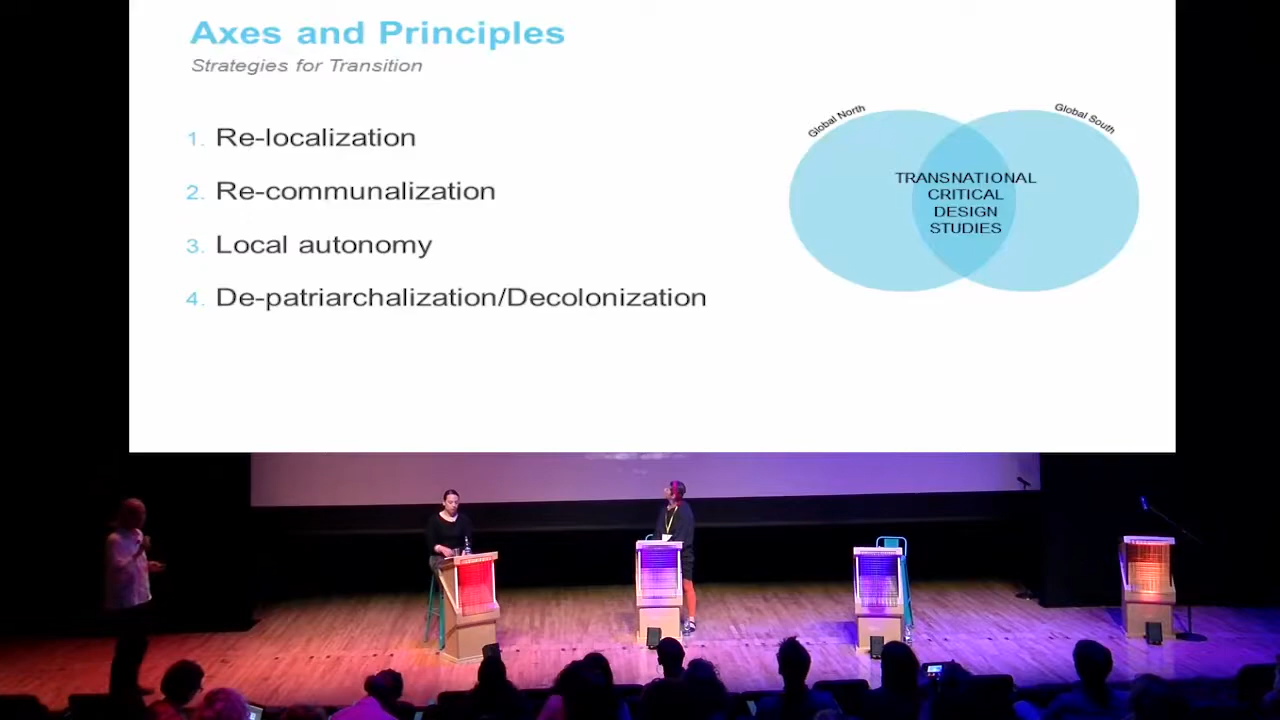 Axes and Principles
Strategies for Transition
1. Re-localization
2. Re-communalization
3. Local autonomy
4. De-patriarchalization/Decolonization
Global North
Global South
TRANSNATIONAL
CRITICAL
DESIGN
STUDIES